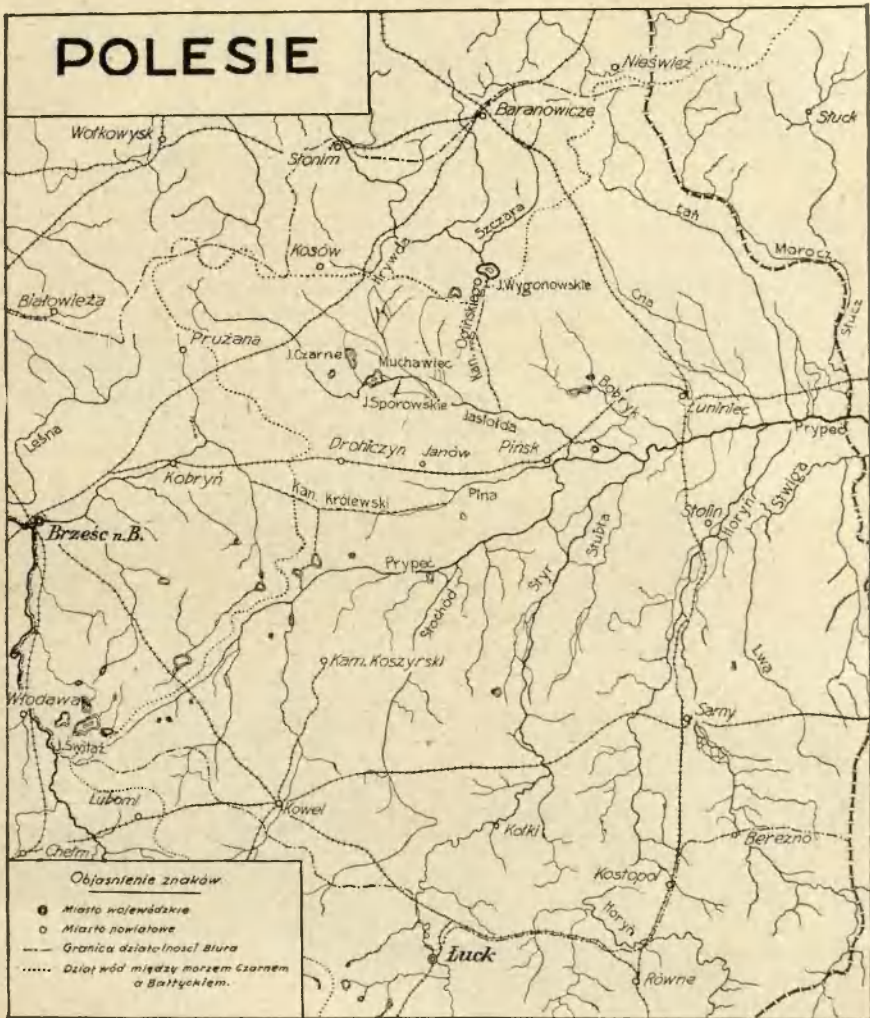 POLESIE
Nieśwież
Baranowicze
Słuck
Wołkowysk
Słonim
Szczara
Łań
Morocz
Kosów
Hrywda
J. Wygonowskie
Białowieża
Kan. Ogińskiego
Cna
Słucz
Prużana
J. Czarne
Muchawiec
Bobryk
J. Sporowskie
Łuniniec
Jasiołda
Prypeć
Leśna
Drohiczyn
Janów
Pińsk
Kobryń
Kan. Królewski
Pina
Stwiga
Stolin
Horyń
Brześć n.B.
Stubła
Prypeć
Styr
Stochód
Kam. Koszyrski
Lwa
Włodawa
Sarny
J. Świtaź
Luboml
Kowel
Kołki
Bereźno
Chełm
Kostopol
Horyń
Łuck
Równe
Objaśnienie znaków
Miasto wojewódzkie
Miasto powiatowe
Granica działalności Biura
Dział wód między morzem Czarnem
a Bałtyckiem.